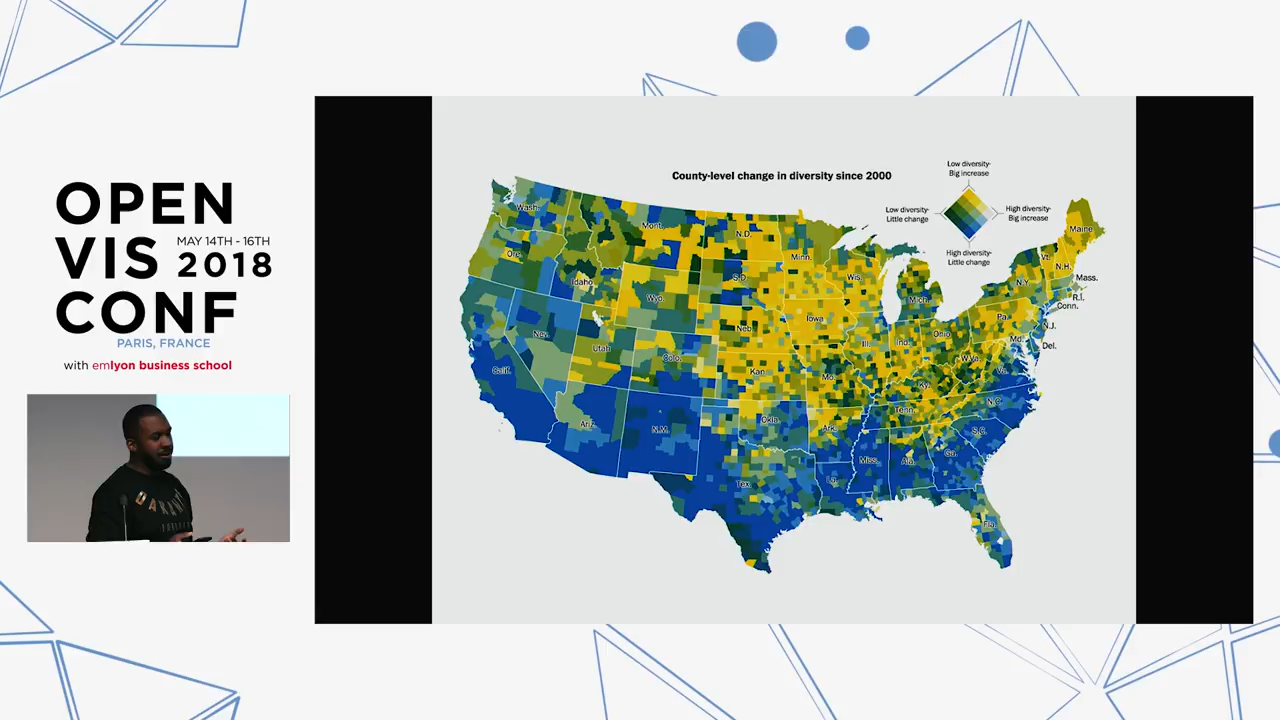 OPEN
VIS
MAY 14TH - 16TH
2018
CONF
PARIS, FRANCE
with emlyon business school
County-level change in diversity since 2000
Low diversity-
Big increase
Low diversity-
Little change
High diversity-
Big increase
High diversity-
Little change
Wash.
Mont.
N.D.
Minn.
Maine
Ore.
Idaho
S.D.
Wis.
Vt.
N.H.
Mass.
Wyo.
Mich.
N.Y.
R.I.
Conn.
Nev.
Neb.
Iowa
Pa.
N.J.
Utah
Colo.
Ill.
Ind.
Ohio
Md.
Del.
Calif.
Kan.
Mo.
Ky.
W.Va.
Va.
Ariz.
N.M.
Okla.
Ark.
Tenn.
N.C.
S.C.
Tex.
La.
Miss.
Ala.
Ga.
Fla.